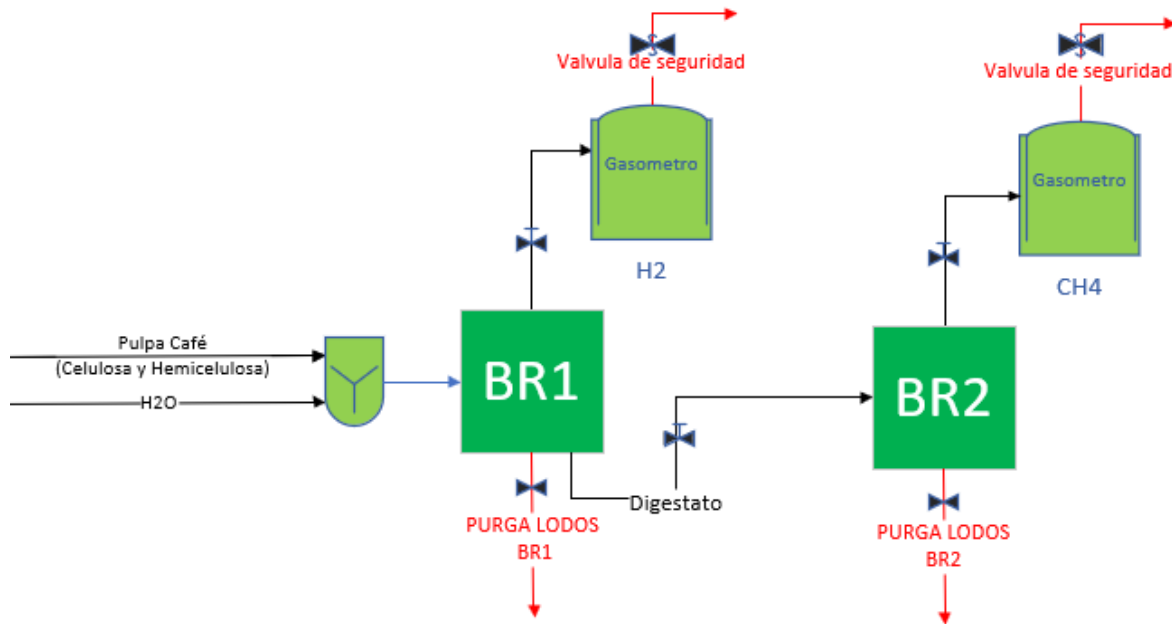 Valvula de seguridad
Valvula de seguridad
Gasometro
Gasometro
H2
CH4
Pulpa Café
(Celulosa y Hemicelulosa)
H2O
BR1
BR2
Digestato
PURGA LODOS
BR1
PURGA LODOS
BR2